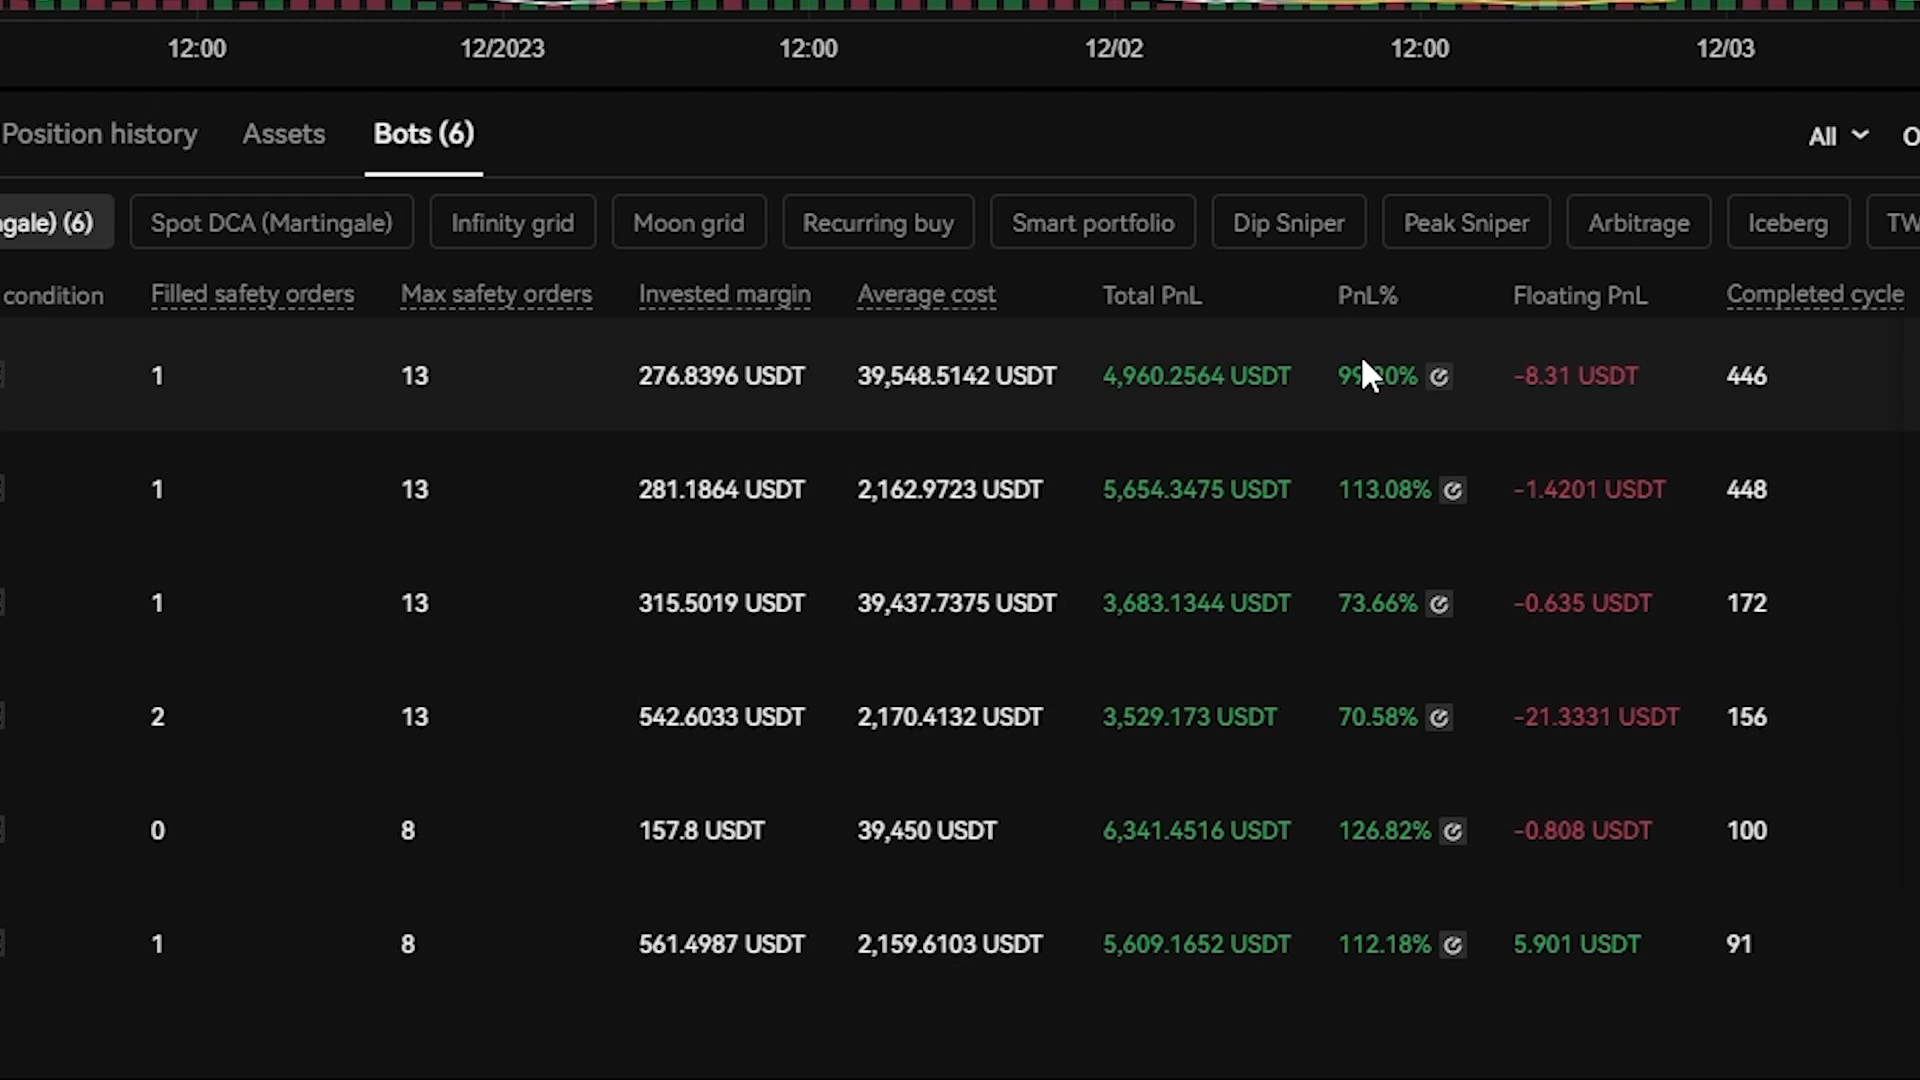 12:00 12/2023 12:00 12/02 12:00 12/03
Position history Assets Bots (6) All
(6) Spot DCA (Martingale) Infinity grid Moon grid Recurring buy Smart portfolio Dip Sniper Peak Sniper Arbitrage Iceberg
condition Filled safety orders Max safety orders Invested margin Average cost Total PnL PnL% Floating PnL Completed cycle
1 13 276.8396 USDT 39,548.5142 USDT 4,960.2564 USDT -8.31 USDT 446
1 13 281.1864 USDT 2,162.9723 USDT 5,654.3475 USDT 113.08% -1.4201 USDT 448
1 13 315.5019 USDT 39,437.7375 USDT 3,683.1344 USDT 73.66% -0.635 USDT 172
2 13 542.6033 USDT 2,170.4132 USDT 3,529.173 USDT 70.58% -21.3331 USDT 156
0 8 157.8 USDT 39,450 USDT 6,341.4516 USDT 126.82% -0.808 USDT 100
1 8 561.4987 USDT 2,159.6103 USDT 5,609.1652 USDT 112.18% 5.901 USDT 91